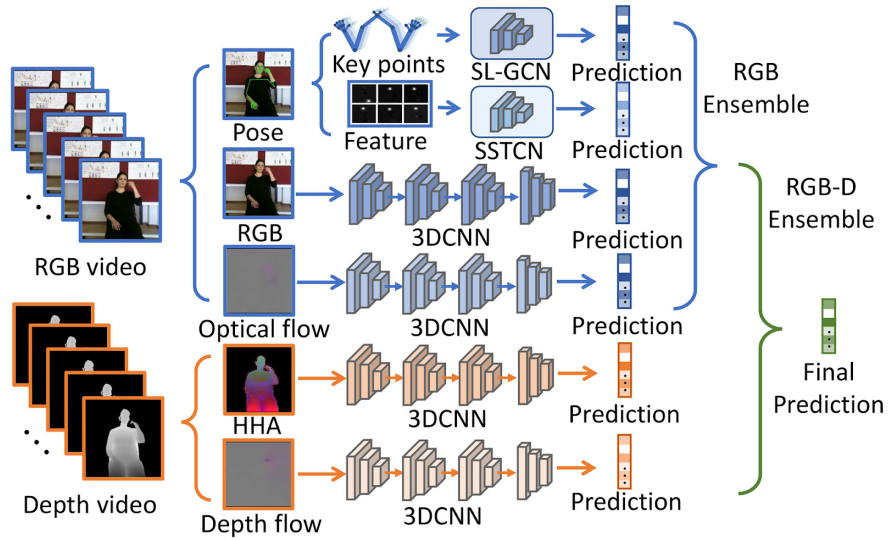 Key points
SL-GCN
Prediction
RGB
Ensemble
Pose
Feature
SSTCN
Prediction
RGB video
RGB
3DCNN
Prediction
RGB-D
Ensemble
Optical flow
3DCNN
Prediction
HHA
3DCNN
Prediction
Final
Prediction
Depth video
Depth flow
3DCNN
Prediction